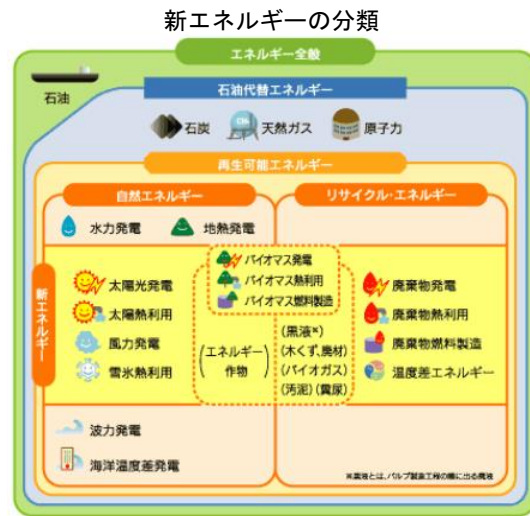 新エネルギーの分類
エネルギー全般
石油
石油代替エネルギー
石炭
天然ガス
原子力
再生可能エネルギー
自然エネルギー
リサイクル・エネルギー
水力発電
地熱発電
新エネルギー
太陽光発電
太陽熱利用
風力発電
雪氷熱利用
バイオマス発電
バイオマス熱利用
バイオマス燃料製造
(エネルギー
作物)
(黒液※)
(木くず、廃材)
(バイオガス)
(汚泥)(糞尿)
廃棄物発電
廃棄物熱利用
廃棄物燃料製造
温度差エネルギー
波力発電
海洋温度差発電
※黒液とは、パルプ製造工程の際に出る廃液